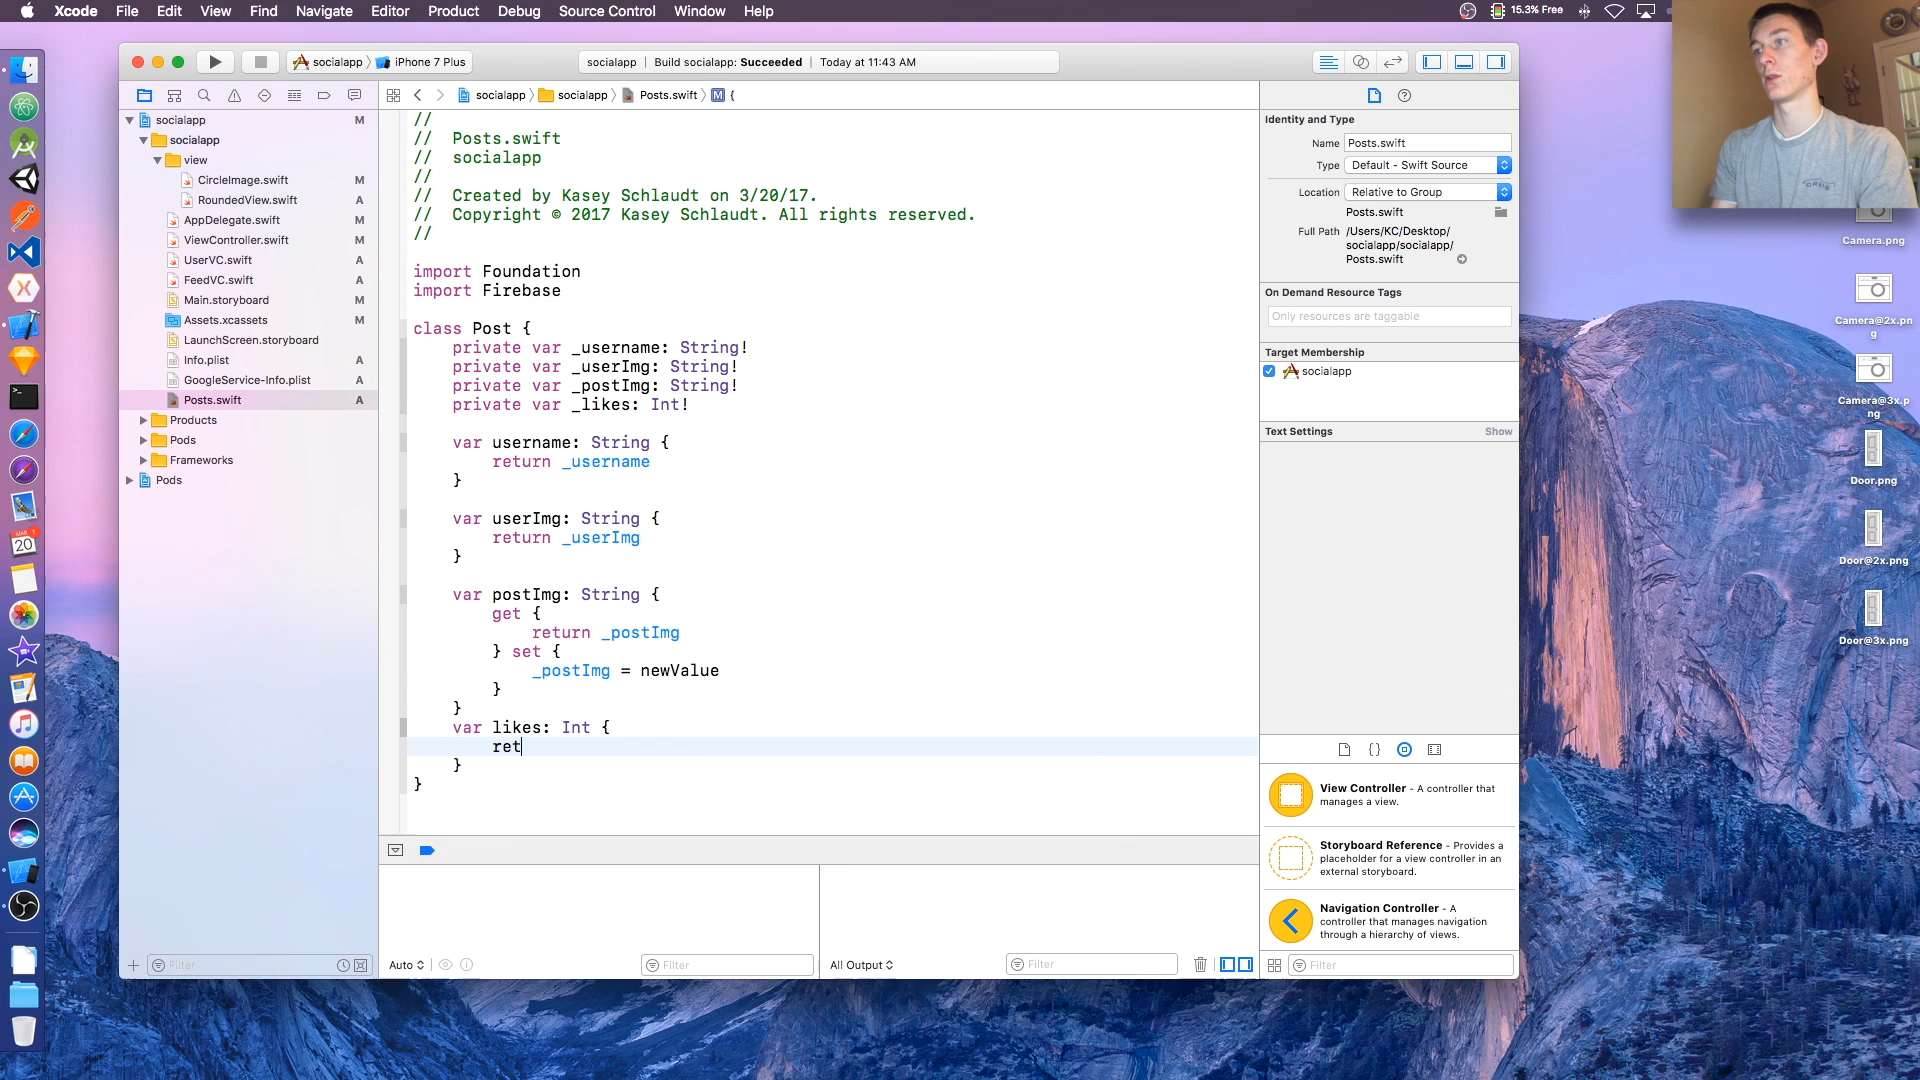 Xcode File Edit View Find Navigate Editor Product Debug Source Control Window Help
15.3% Free
socialapp iPhone 7 Plus
socialapp | Build socialapp: Succeeded | Today at 11:43 AM
socialapp socialapp Posts.swift M {
socialapp M
socialapp
view
CircleImage.swift M
RoundedView.swift A
AppDelegate.swift M
ViewController.swift M
UserVC.swift A
FeedVC.swift A
Main.storyboard M
Assets.xcassets M
LaunchScreen.storyboard
Info.plist A
GoogleService-Info.plist A
Posts.swift A
Products
Pods
Frameworks
Pods
Filter
//
// Posts.swift
// socialapp
//
// Created by Kasey Schlaudt on 3/20/17.
// Copyright © 2017 Kasey Schlaudt. All rights reserved.
//
import Foundation
import Firebase
class Post {
private var _username: String!
private var _userImg: String!
private var _postImg: String!
private var _likes: Int!
var username: String {
return _username
}
var userImg: String {
return _userImg
}
var postImg: String {
get {
return _postImg
} set {
_postImg = newValue
}
}
var likes: Int {
ret
}
}
Auto
Filter
All Output
Filter
Identity and Type
Name Posts.swift
Type Default - Swift Source
Location Relative to Group
Posts.swift
Full Path /Users/KC/Desktop/
socialapp/socialapp/
Posts.swift
On Demand Resource Tags
Only resources are taggable
Target Membership
socialapp
Text Settings Show
{}
View Controller - A controller that
manages a view.
Storyboard Reference - Provides a
placeholder for a view controller in an
external storyboard.
Navigation Controller - A
controller that manages navigation
through a hierarchy of views.
Filter
Camera.png
Camera@2x.pn
g
Camera@3x.p
ng
Door.png
Door@2x.png
Door@3x.png
20